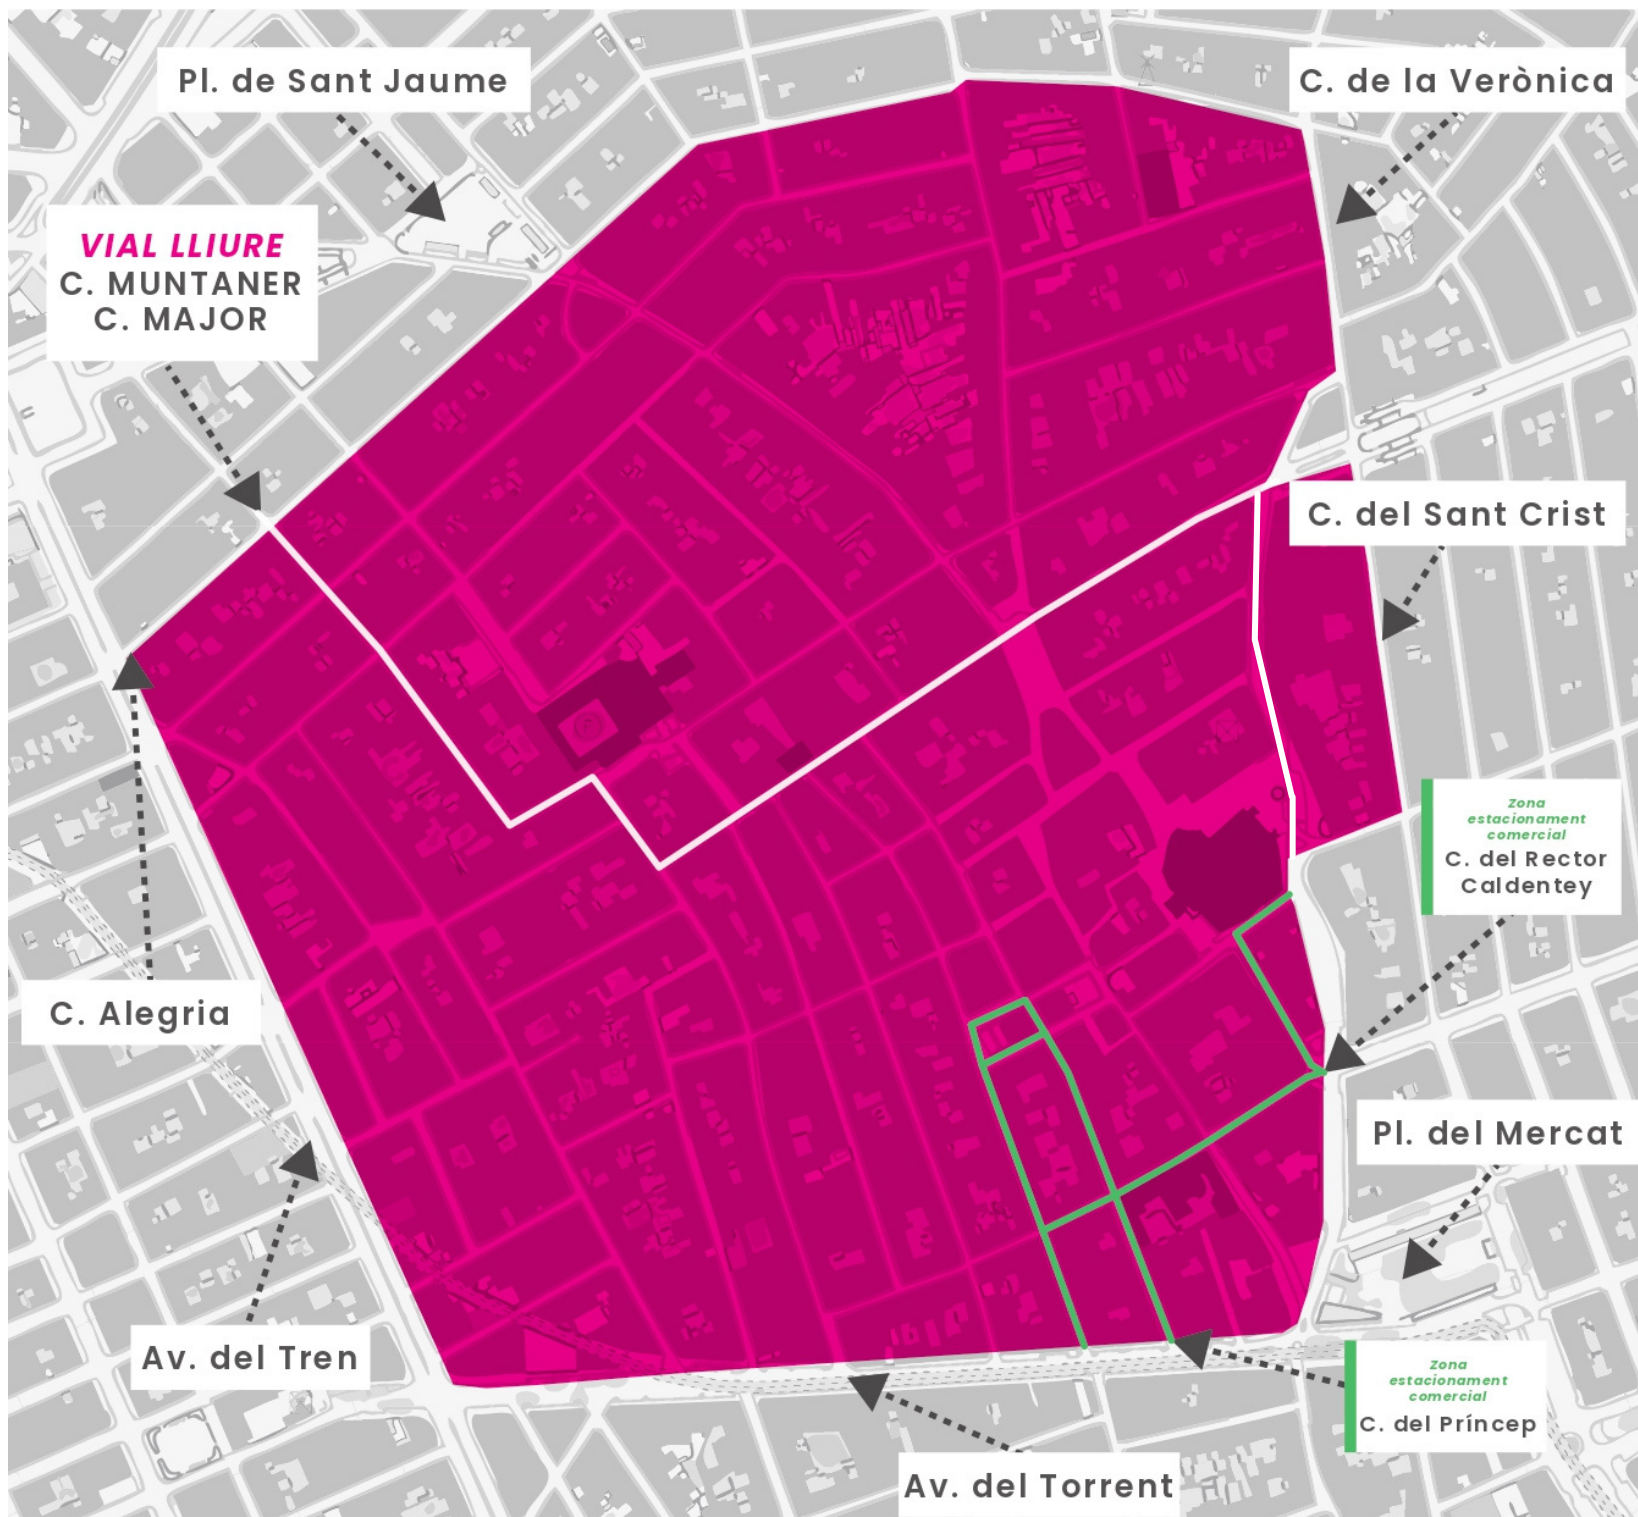 Pl. de Sant Jaume
C. de la Verònica
VIAL LLIURE
C. MUNTANER
C. MAJOR
C. del Sant Crist
Zona
estacionament
comercial
C. del Rector
Caldentey
C. Alegria
Pl. del Mercat
Av. del Tren
Zona
estacionament
comercial
C. del Príncep
Av. del Torrent